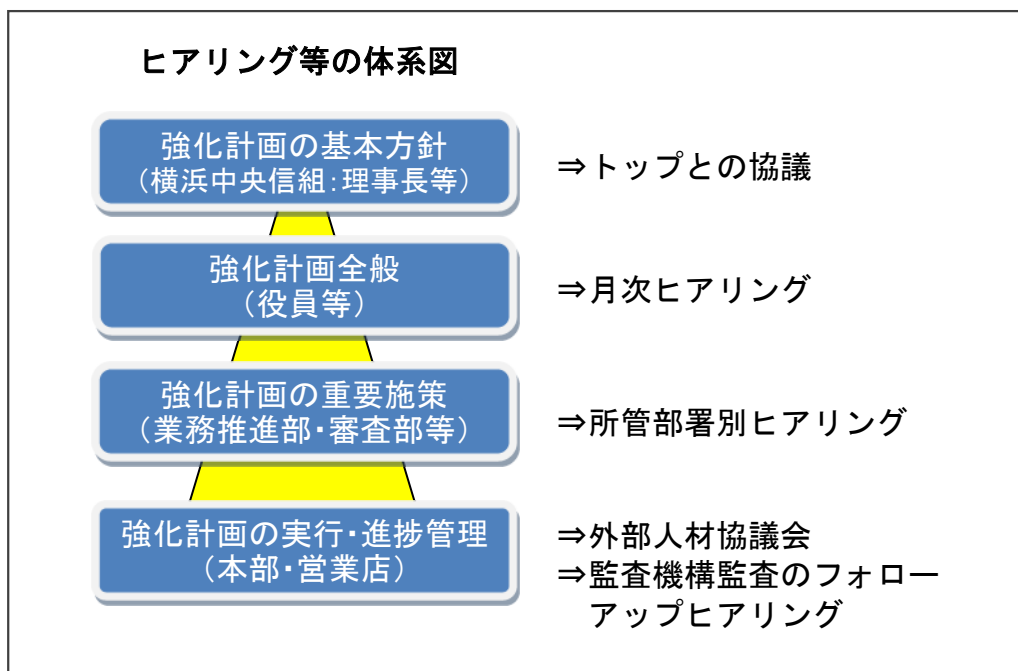 ヒアリング等の体系図
強化計画の基本方針
（横浜中央信組：理事長等）
⇒トップとの協議
強化計画全般
（役員等）
⇒月次ヒアリング
強化計画の重要施策
（業務推進部・審査部等）
⇒所管部署別ヒアリング
強化計画の実行・進捗管理
（本部・営業店）
⇒外部人材協議会
⇒監査機構監査のフォロー
アップヒアリング